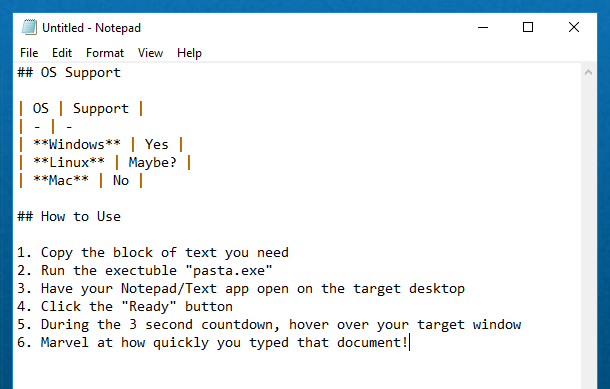 Untitled - Notepad
File Edit Format View Help
## OS Support
| OS | Support |
| - | -
| **Windows** | Yes |
| **Linux** | Maybe? |
| **Mac** | No |
## How to Use
1. Copy the block of text you need
2. Run the exectuble "pasta.exe"
3. Have your Notepad/Text app open on the target desktop
4. Click the "Ready" button
5. During the 3 second countdown, hover over your target window
6. Marvel at how quickly you typed that document!